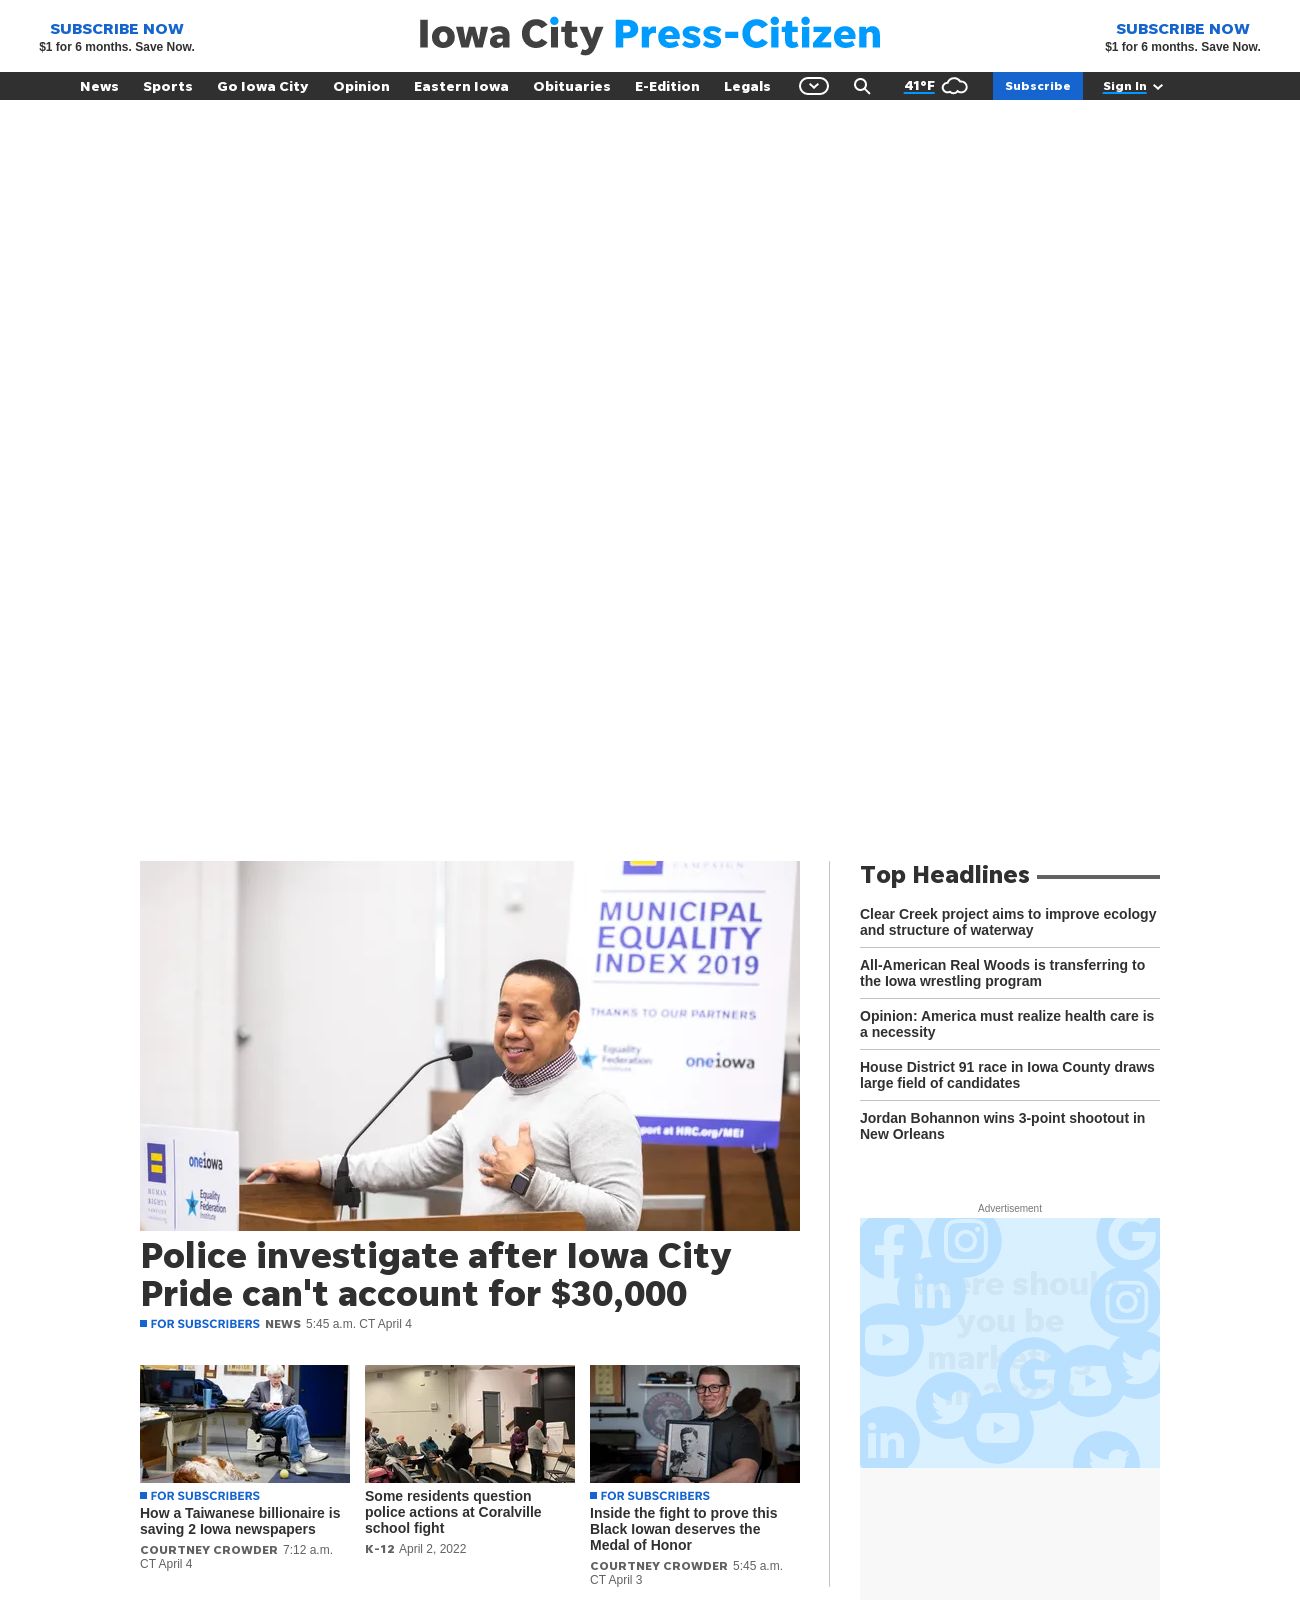 SUBSCRIBE NOW
$1 for 6 months. Save Now.
Iowa City Press-Citizen
SUBSCRIBE NOW
$1 for 6 months. Save Now.
News Sports Go Iowa City Opinion Eastern Iowa Obituaries E-Edition Legals 41°F Subscribe Sign In
CAMPAIGN
MUNICIPAL
EQUALITY
INDEX 2019
THANKS TO OUR PARTNERS
Equality
Federation
Institute
oneiowa
port at HRC.org/MEI
oneiowa
HUMAN
RIGHTS
CAMPAIGN
Equality
Federation
Institute
Police investigate after Iowa City
Pride can't account for $30,000
FOR SUBSCRIBERS NEWS 5:45 a.m. CT April 4
FOR SUBSCRIBERS
How a Taiwanese billionaire is
saving 2 Iowa newspapers
COURTNEY CROWDER 7:12 a.m.
CT April 4
Some residents question
police actions at Coralville
school fight
K-12 April 2, 2022
FOR SUBSCRIBERS
Inside the fight to prove this
Black Iowan deserves the
Medal of Honor
COURTNEY CROWDER 5:45 a.m.
CT April 3
Top Headlines
Clear Creek project aims to improve ecology
and structure of waterway
All-American Real Woods is transferring to
the Iowa wrestling program
Opinion: America must realize health care is
a necessity
House District 91 race in Iowa County draws
large field of candidates
Jordan Bohannon wins 3-point shootout in
New Orleans
Advertisement
you be